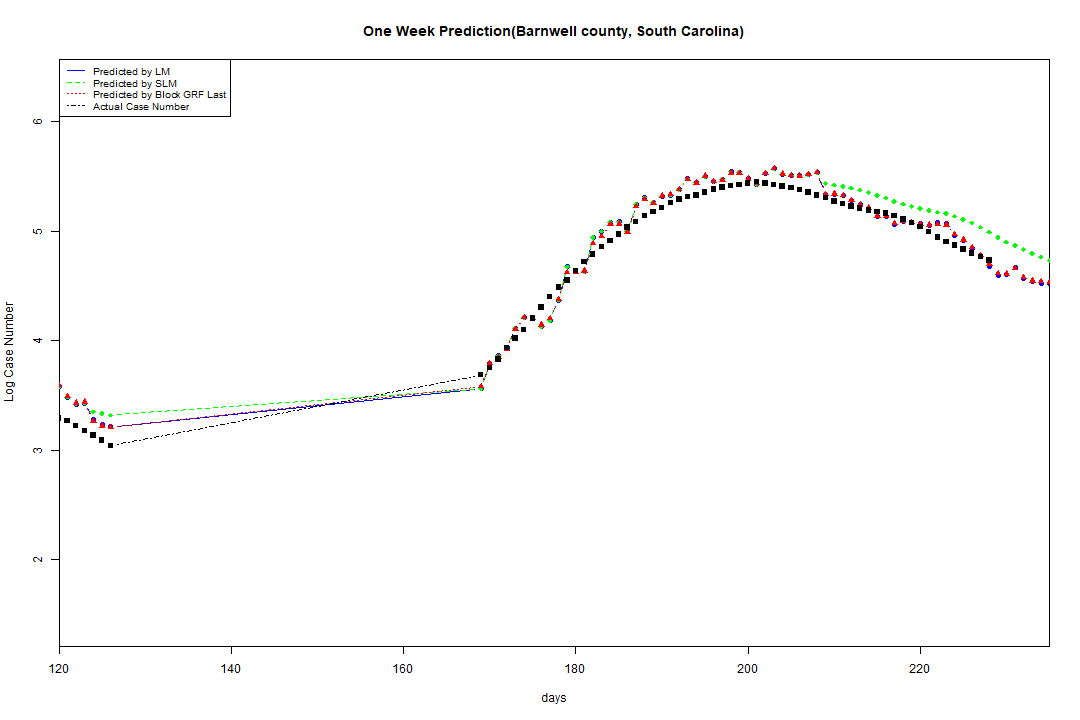 One Week Prediction(Barnwell county, South Carolina)
Predicted by LM
Predicted by SLM
Predicted by Block GRF Last
Actual Case Number
6
5
4
3
2
Log Case Number
120 140 160 180 200 220
days